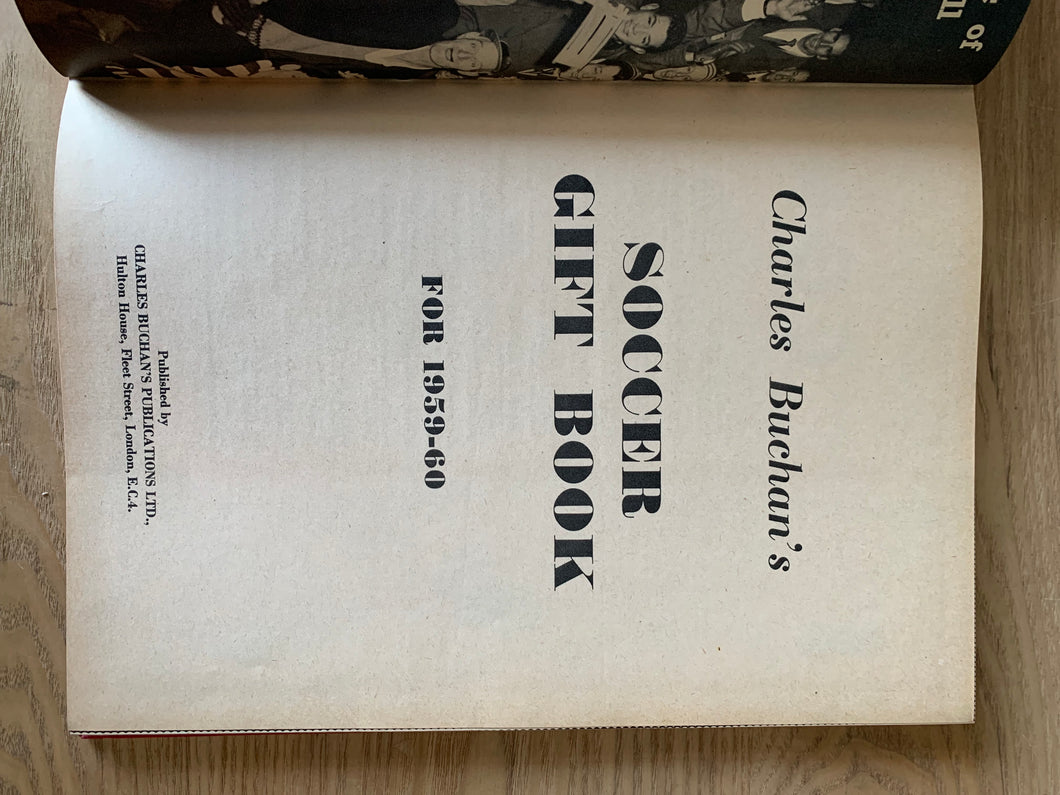 Charles Buchan's
SOCCER
GIFT BOOK
FOR 1959-60
Published by
CHARLES BUCHAN'S PUBLICATIONS LTD.,
Hulton House, Fleet Street, London, E.C.4.
of